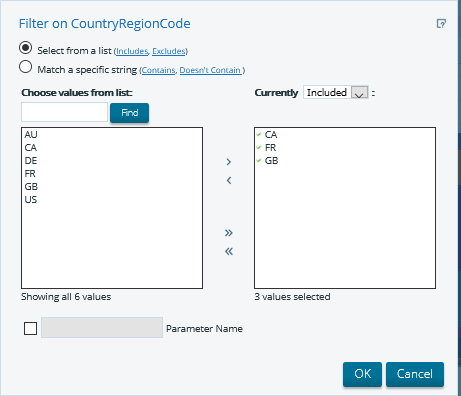 Filter on CountryRegionCode
Select from a list (Includes, Excludes)
Match a specific string (Contains, Doesn't Contain )
Choose values from list:
Currently Included :
Find
AU
CA
DE
FR
GB
US
CA
FR
GB
Showing all 6 values
3 values selected
Parameter Name
OK
Cancel